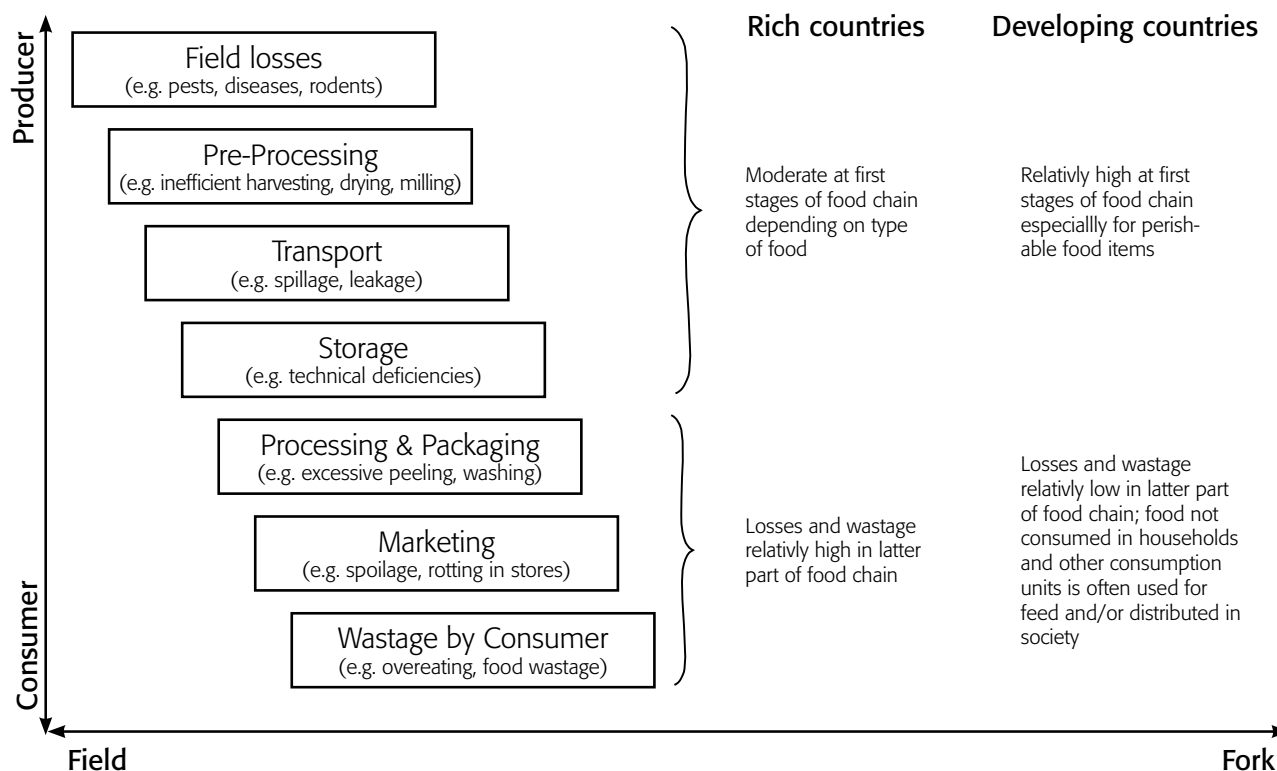 Rich countries
Developing countries
Producer
Field losses
(e.g. pests, diseases, rodents)
Pre-Processing
(e.g. inefficient harvesting, drying, milling)
Transport
(e.g. spillage, leakage)
Storage
(e.g. technical deficiencies)
Moderate at first
stages of food chain
depending on type
of food
Relativly high at first
stages of food chain
especiallly for perish-
able food items
Processing & Packaging
(e.g. excessive peeling, washing)
Marketing
(e.g. spoilage, rotting in stores)
Wastage by Consumer
(e.g. overeating, food wastage)
Losses and wastage
relativly high in latter
part of food chain
Losses and wastage
relativly low in latter part
of food chain; food not
consumed in households
and other consumption
units is often used for
feed and/or distributed in
society
Consumer
Field
Fork